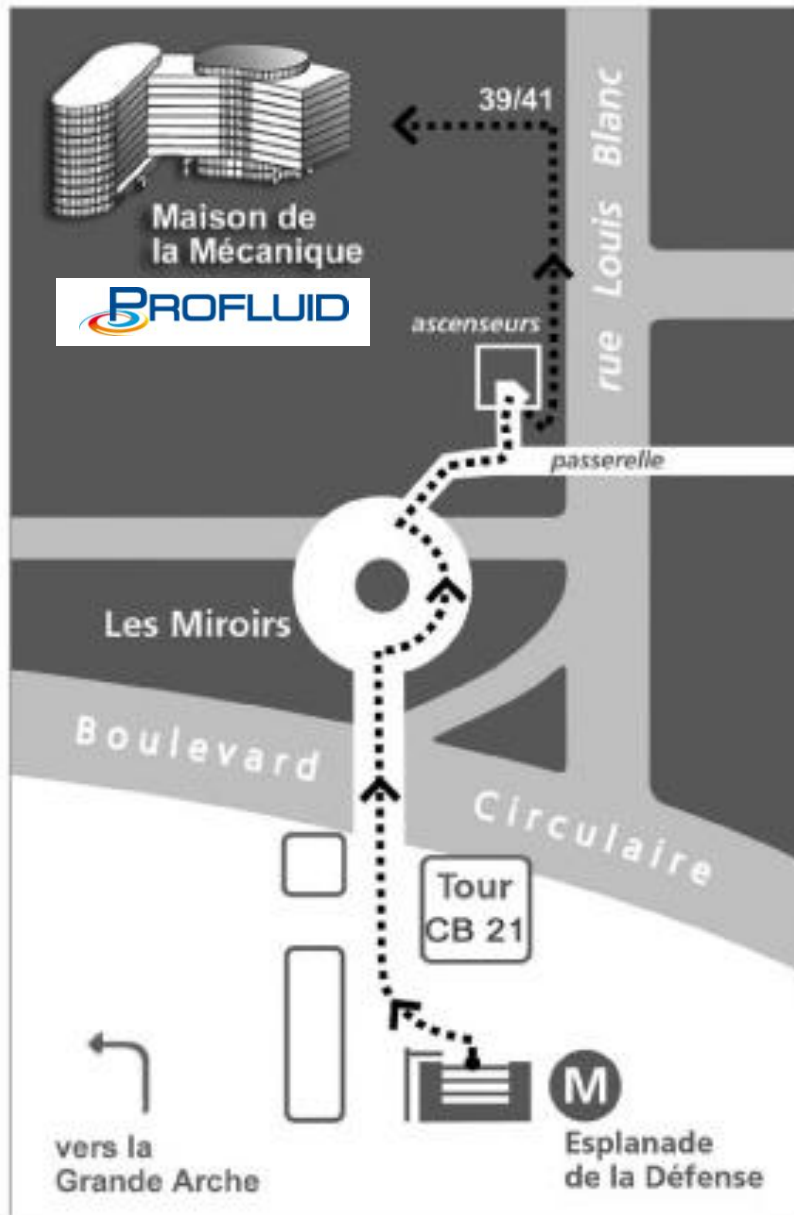 39/41
rue Louis Blanc
Maison de
la Mécanique
PROFLUID
ascenseurs
passerelle
Les Miroirs
Boulevard Circulaire
Tour
CB 21
M
Esplanade
de la Défense
vers la
Grande Arche